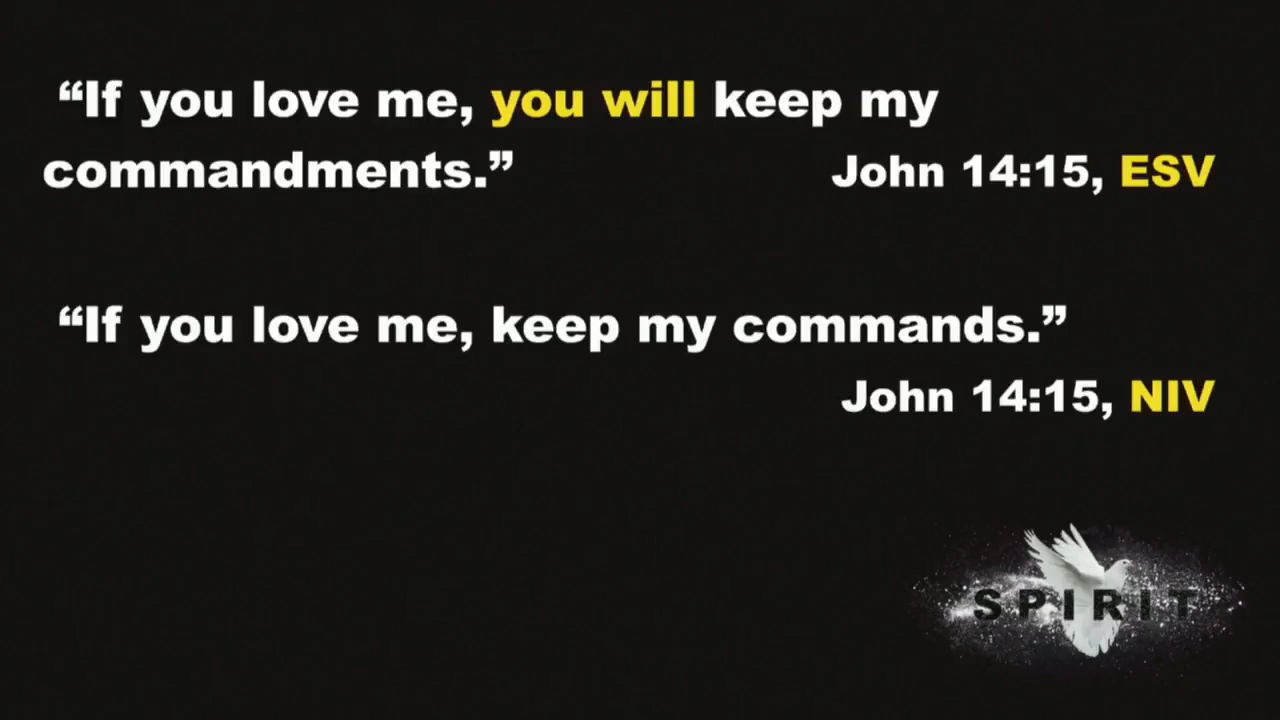 “If you love me, you will keep my
commandments.” John 14:15, ESV
“If you love me, keep my commands.”
John 14:15, NIV
SPIRIT